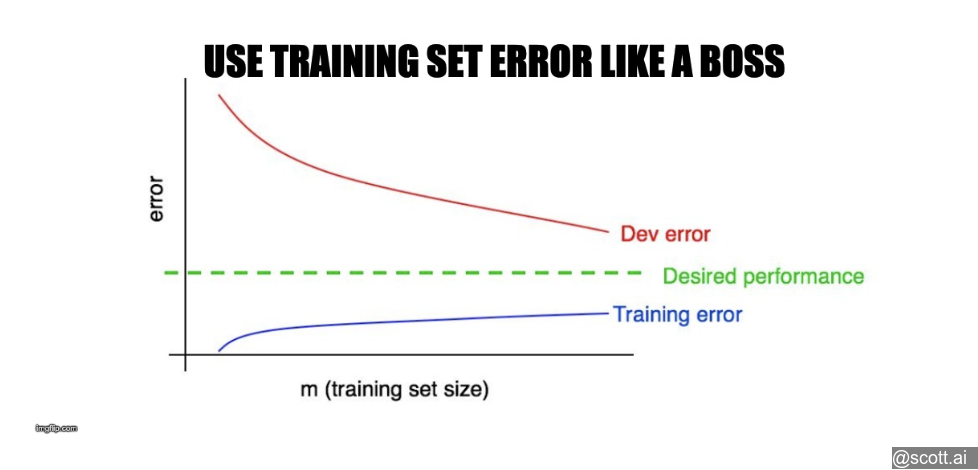 USE TRAINING SET ERROR LIKE A BOSS
error
Dev error
Desired performance
Training error
m (training set size)
imgflip.com
@scott.ai